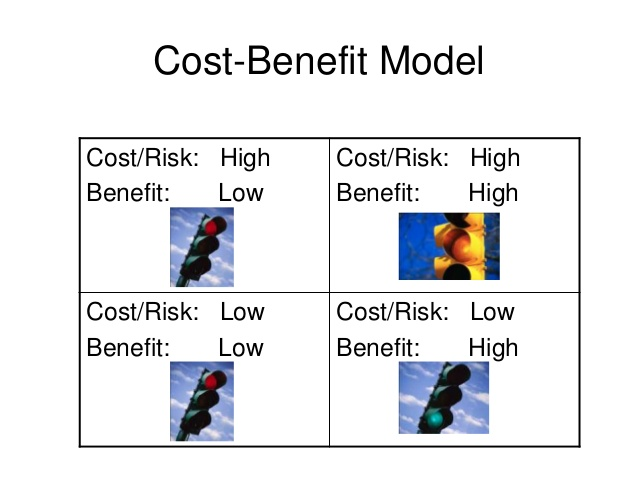 Cost-Benefit Model
Cost/Risk: High
Benefit: Low
Cost/Risk: High
Benefit: High
Cost/Risk: Low
Benefit: Low
Cost/Risk: Low
Benefit: High